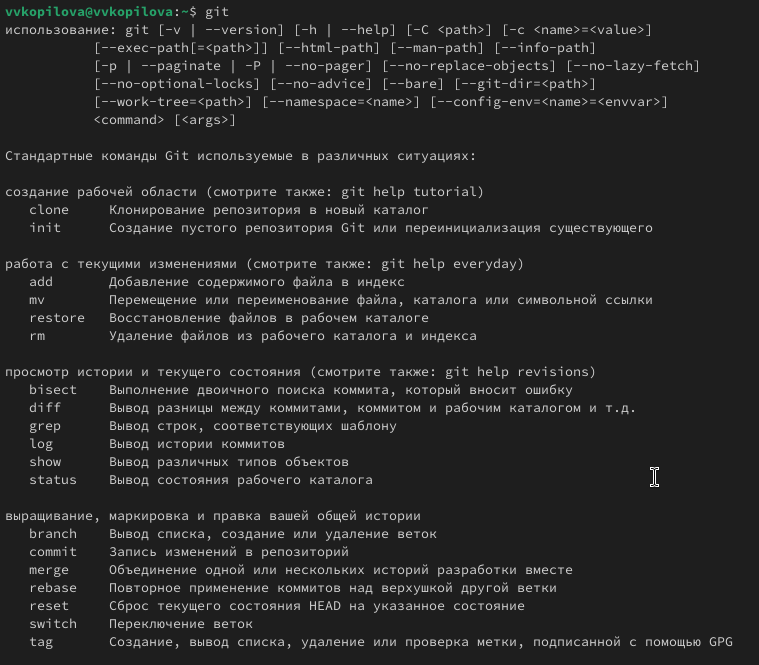 vvkopilova@vvkopilova:~$ git
использование: git [-v | --version] [-h | --help] [-C <path>] [-c <name>=<value>]
           [--exec-path[=<path>]] [--html-path] [--man-path] [--info-path]
           [-p | --paginate | -P | --no-pager] [--no-replace-objects] [--no-lazy-fetch]
           [--no-optional-locks] [--no-advice] [--bare] [--git-dir=<path>]
           [--work-tree=<path>] [--namespace=<name>] [--config-env=<name>=<envvar>]
           <command> [<args>]

Стандартные команды Git используемые в различных ситуациях:

создание рабочей области (смотрите также: git help tutorial)
   clone     Клонирование репозитория в новый каталог
   init      Создание пустого репозитория Git или переинициализация существующего

работа с текущими изменениями (смотрите также: git help everyday)
   add       Добавление содержимого файла в индекс
   mv        Перемещение или переименование файла, каталога или символьной ссылки
   restore   Восстановление файлов в рабочем каталоге
   rm        Удаление файлов из рабочего каталога и индекса

просмотр истории и текущего состояния (смотрите также: git help revisions)
   bisect    Выполнение двоичного поиска коммита, который вносит ошибку
   diff      Вывод разницы между коммитами, коммитом и рабочим каталогом и т.д.
   grep      Вывод строк, соответствующих шаблону
   log       Вывод истории коммитов
   show      Вывод различных типов объектов
   status    Вывод состояния рабочего каталога

выращивание, маркировка и правка вашей общей истории
   branch    Вывод списка, создание или удаление веток
   commit    Запись изменений в репозиторий
   merge     Объединение одной или нескольких историй разработки вместе
   rebase    Повторное применение коммитов над верхушкой другой ветки
   reset     Сброс текущего состояния HEAD на указанное состояние
   switch    Переключение веток
   tag       Создание, вывод списка, удаление или проверка метки, подписанной с помощью GPG